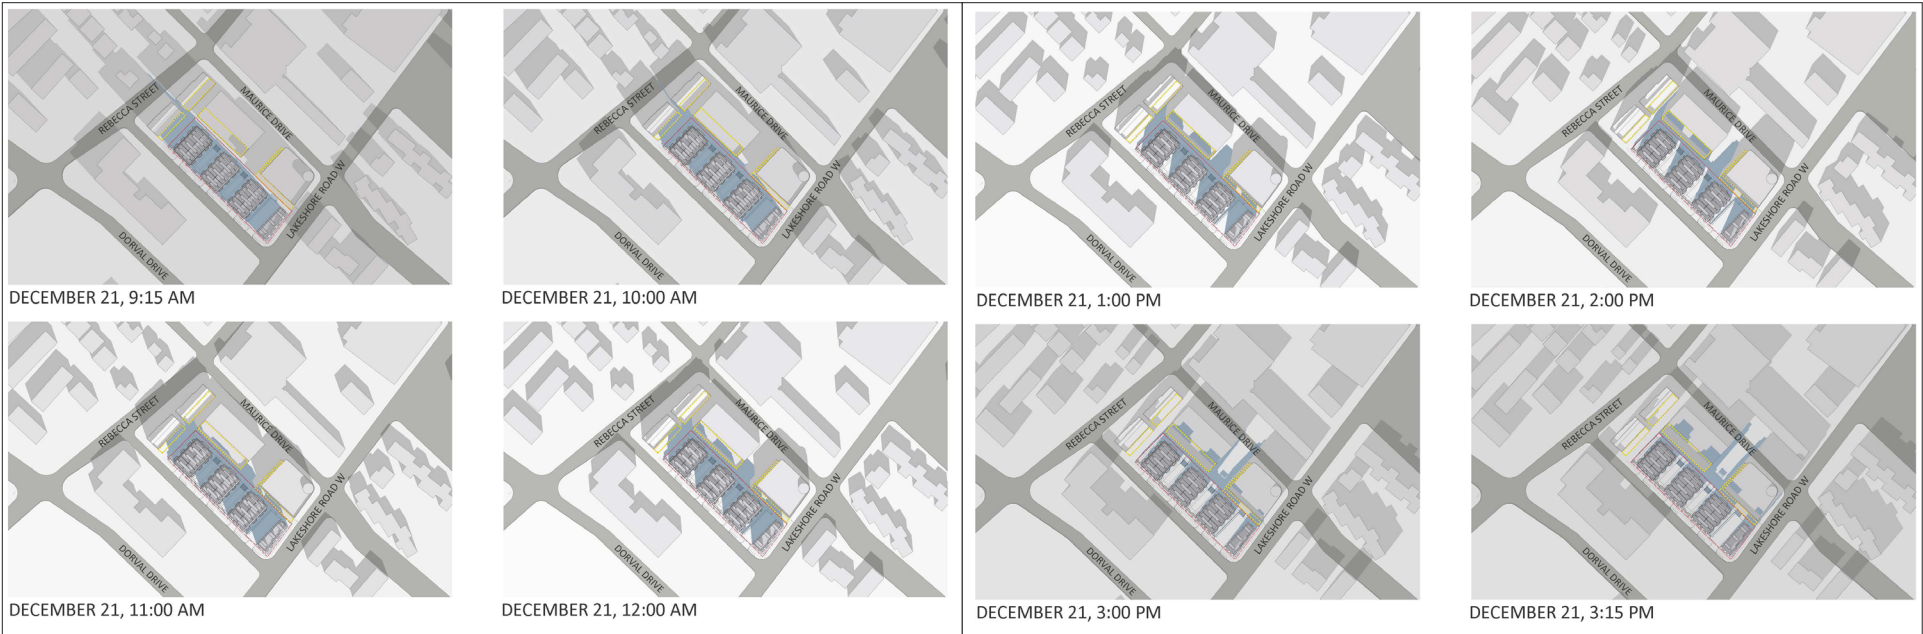 REBECCA STREET
MAURICE DRIVE
LAKESHORE ROAD W
DORVAL DRIVE
DECEMBER 21, 9:15 AM
REBECCA STREET
MAURICE DRIVE
LAKESHORE ROAD W
DORVAL DRIVE
DECEMBER 21, 10:00 AM
REBECCA STREET
MAURICE DRIVE
LAKESHORE ROAD W
DORVAL DRIVE
DECEMBER 21, 11:00 AM
REBECCA STREET
MAURICE DRIVE
LAKESHORE ROAD W
DORVAL DRIVE
DECEMBER 21, 12:00 AM
REBECCA STREET
MAURICE DRIVE
LAKESHORE ROAD W
DORVAL DRIVE
DECEMBER 21, 1:00 PM
REBECCA STREET
MAURICE DRIVE
LAKESHORE ROAD W
DORVAL DRIVE
DECEMBER 21, 2:00 PM
REBECCA STREET
MAURICE DRIVE
LAKESHORE ROAD W
DORVAL DRIVE
DECEMBER 21, 3:00 PM
REBECCA STREET
MAURICE DRIVE
LAKESHORE ROAD W
DORVAL DRIVE
DECEMBER 21, 3:15 PM